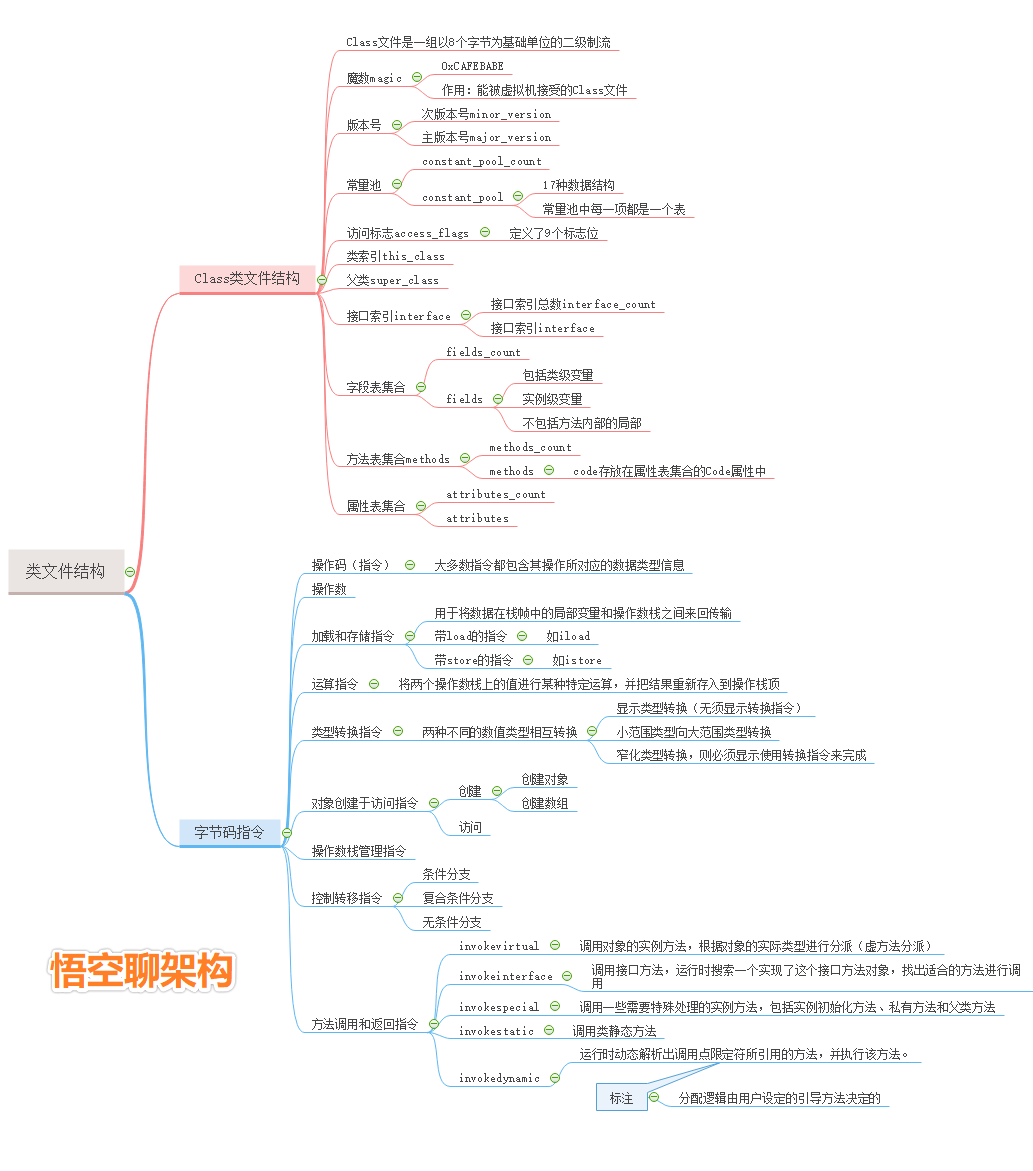 类文件结构
Class类文件结构
Class文件是一组以8个字节为基础单位的二级制流
魔数magic
0xCAFEBABE
作用：能被虚拟机接受的Class文件
版本号
次版本号minor_version
主版本号major_version
常量池
constant_pool_count
constant_pool
17种数据结构
常量池中每一项都是一个表
访问标志access_flags
定义了9个标志位
类索引this_class
父类super_class
接口索引interface
接口索引总数interface_count
接口索引interface
字段表集合
fields_count
fields
包括类级变量
实例级变量
不包括方法内部的局部
方法表集合methods
methods_count
methods
code存放在属性表集合的Code属性中
属性表集合
attributes_count
attributes
字节码指令
操作码（指令）
大多数指令都包含其操作所对应的数据类型信息
操作数
加载和存储指令
用于将数据在栈帧中的局部变量和操作数栈之间来回传输
带load的指令
如iload
带store的指令
如istore
运算指令
将两个操作数栈上的值进行某种特定运算，并把结果重新存入到操作栈顶
类型转换指令
两种不同的数值类型相互转换
显示类型转换（无须显示转换指令）
小范围类型向大范围类型转换
窄化类型转换，则必须显示使用转换指令来完成
对象创建于访问指令
创建
创建对象
创建数组
访问
操作数栈管理指令
控制转移指令
条件分支
复合条件分支
无条件分支
方法调用和返回指令
invokevirtual
调用对象的实例方法，根据对象的实际类型进行分派（虚方法分派）
invokeinterface
调用接口方法，运行时搜索一个实现了这个接口方法对象，找出适合的方法进行调
用
invokespecial
调用一些需要特殊处理的实例方法，包括实例初始化方法、私有方法和父类方法
invokestatic
调用类静态方法
invokedynamic
运行时动态解析出调用点限定符所引用的方法，并执行该方法。
标注
分配逻辑由用户设定的引导方法决定的
悟空聊架构